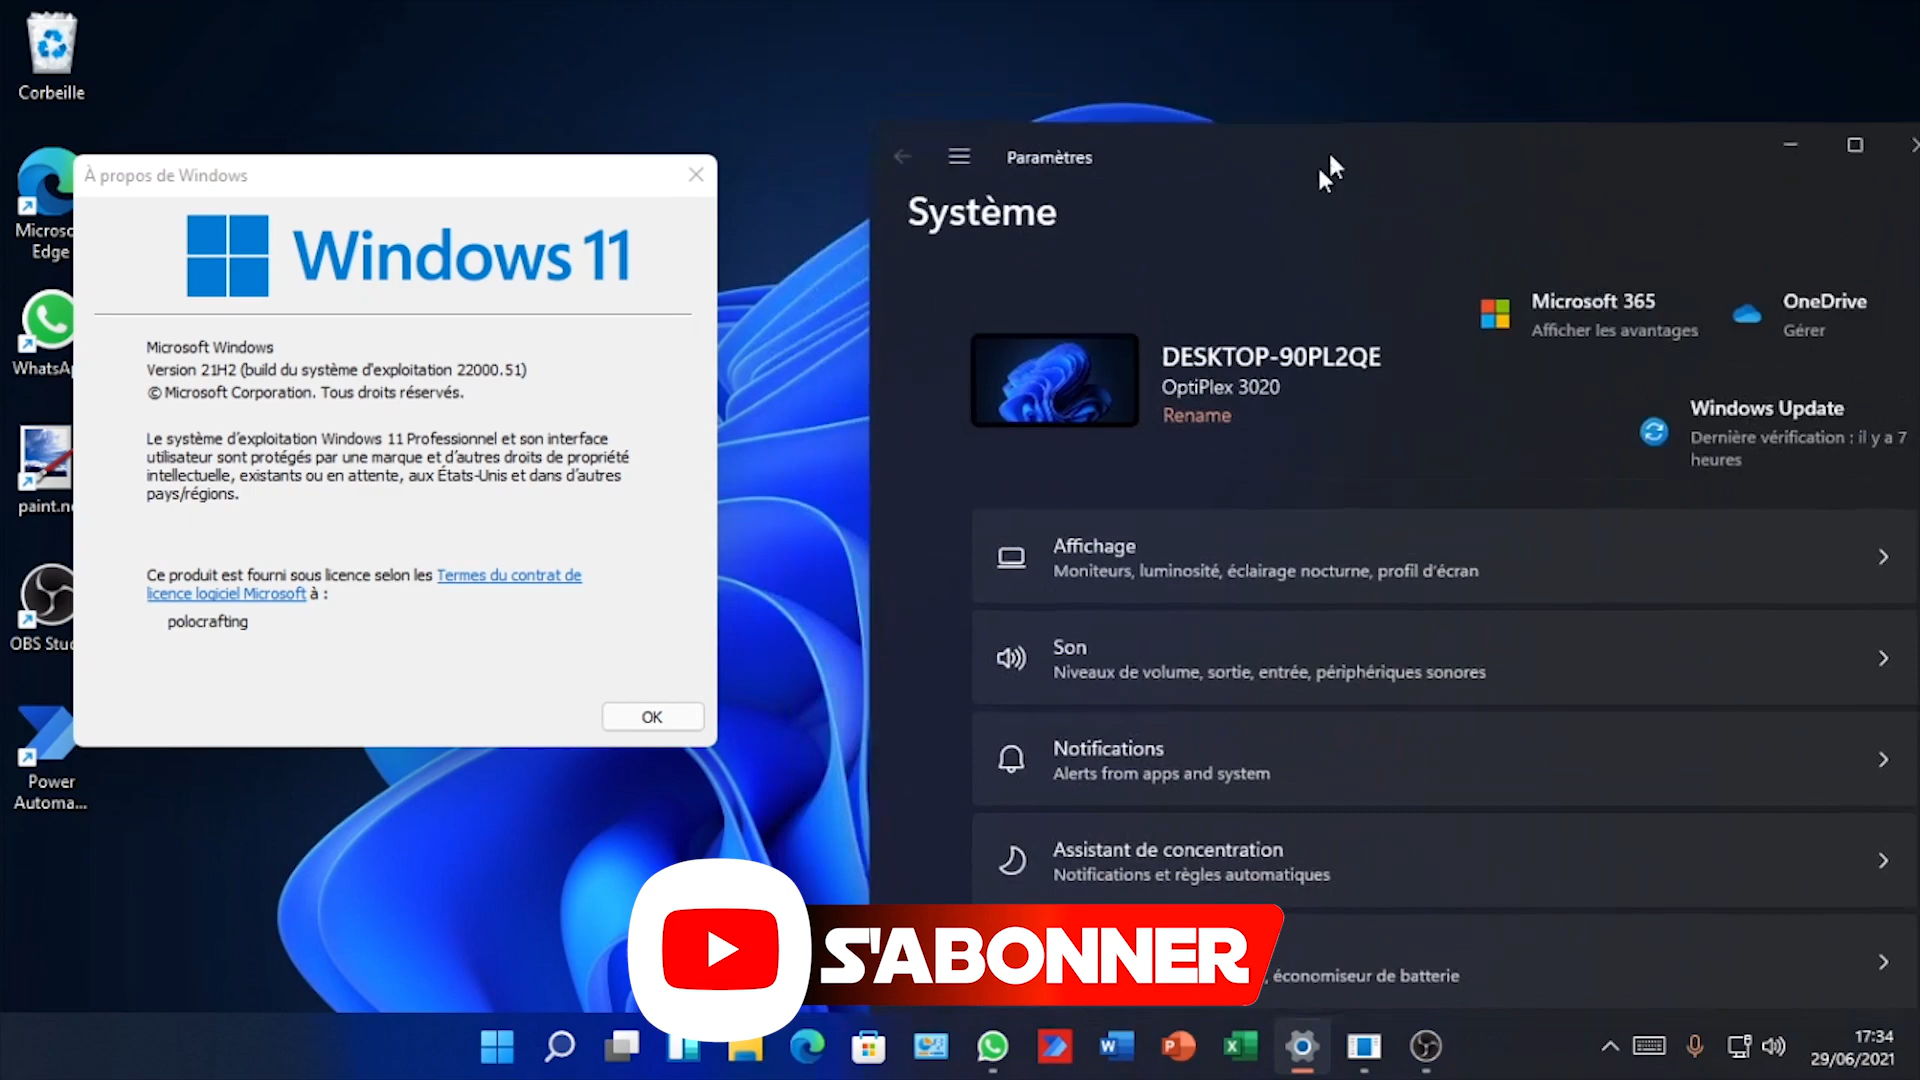 Corbeille
Microso
Edge
WhatsAp
paint.ne
OBS Stud
Power
Automa...
À propos de Windows
Windows 11
Microsoft Windows
Version 21H2 (build du système d'exploitation 22000.51)
© Microsoft Corporation. Tous droits réservés.
Le système d'exploitation Windows 11 Professionnel et son interface
utilisateur sont protégés par une marque et d'autres droits de propriété
intellectuelle, existants ou en attente, aux États-Unis et dans d'autres
pays/régions.
Ce produit est fourni sous licence selon les Termes du contrat de
licence logiciel Microsoft à :
polocrafting
OK
Paramètres
Système
DESKTOP-90PL2QE
OptiPlex 3020
Rename
Microsoft 365
Afficher les avantages
OneDrive
Gérer
Windows Update
Dernière vérification : il y a 7
heures
Affichage
Moniteurs, luminosité, éclairage nocturne, profil d'écran
Son
Niveaux de volume, sortie, entrée, périphériques sonores
Notifications
Alerts from apps and system
Assistant de concentration
Notifications et règles automatiques
, économiseur de batterie
S'ABONNER
17:34
29/06/2021